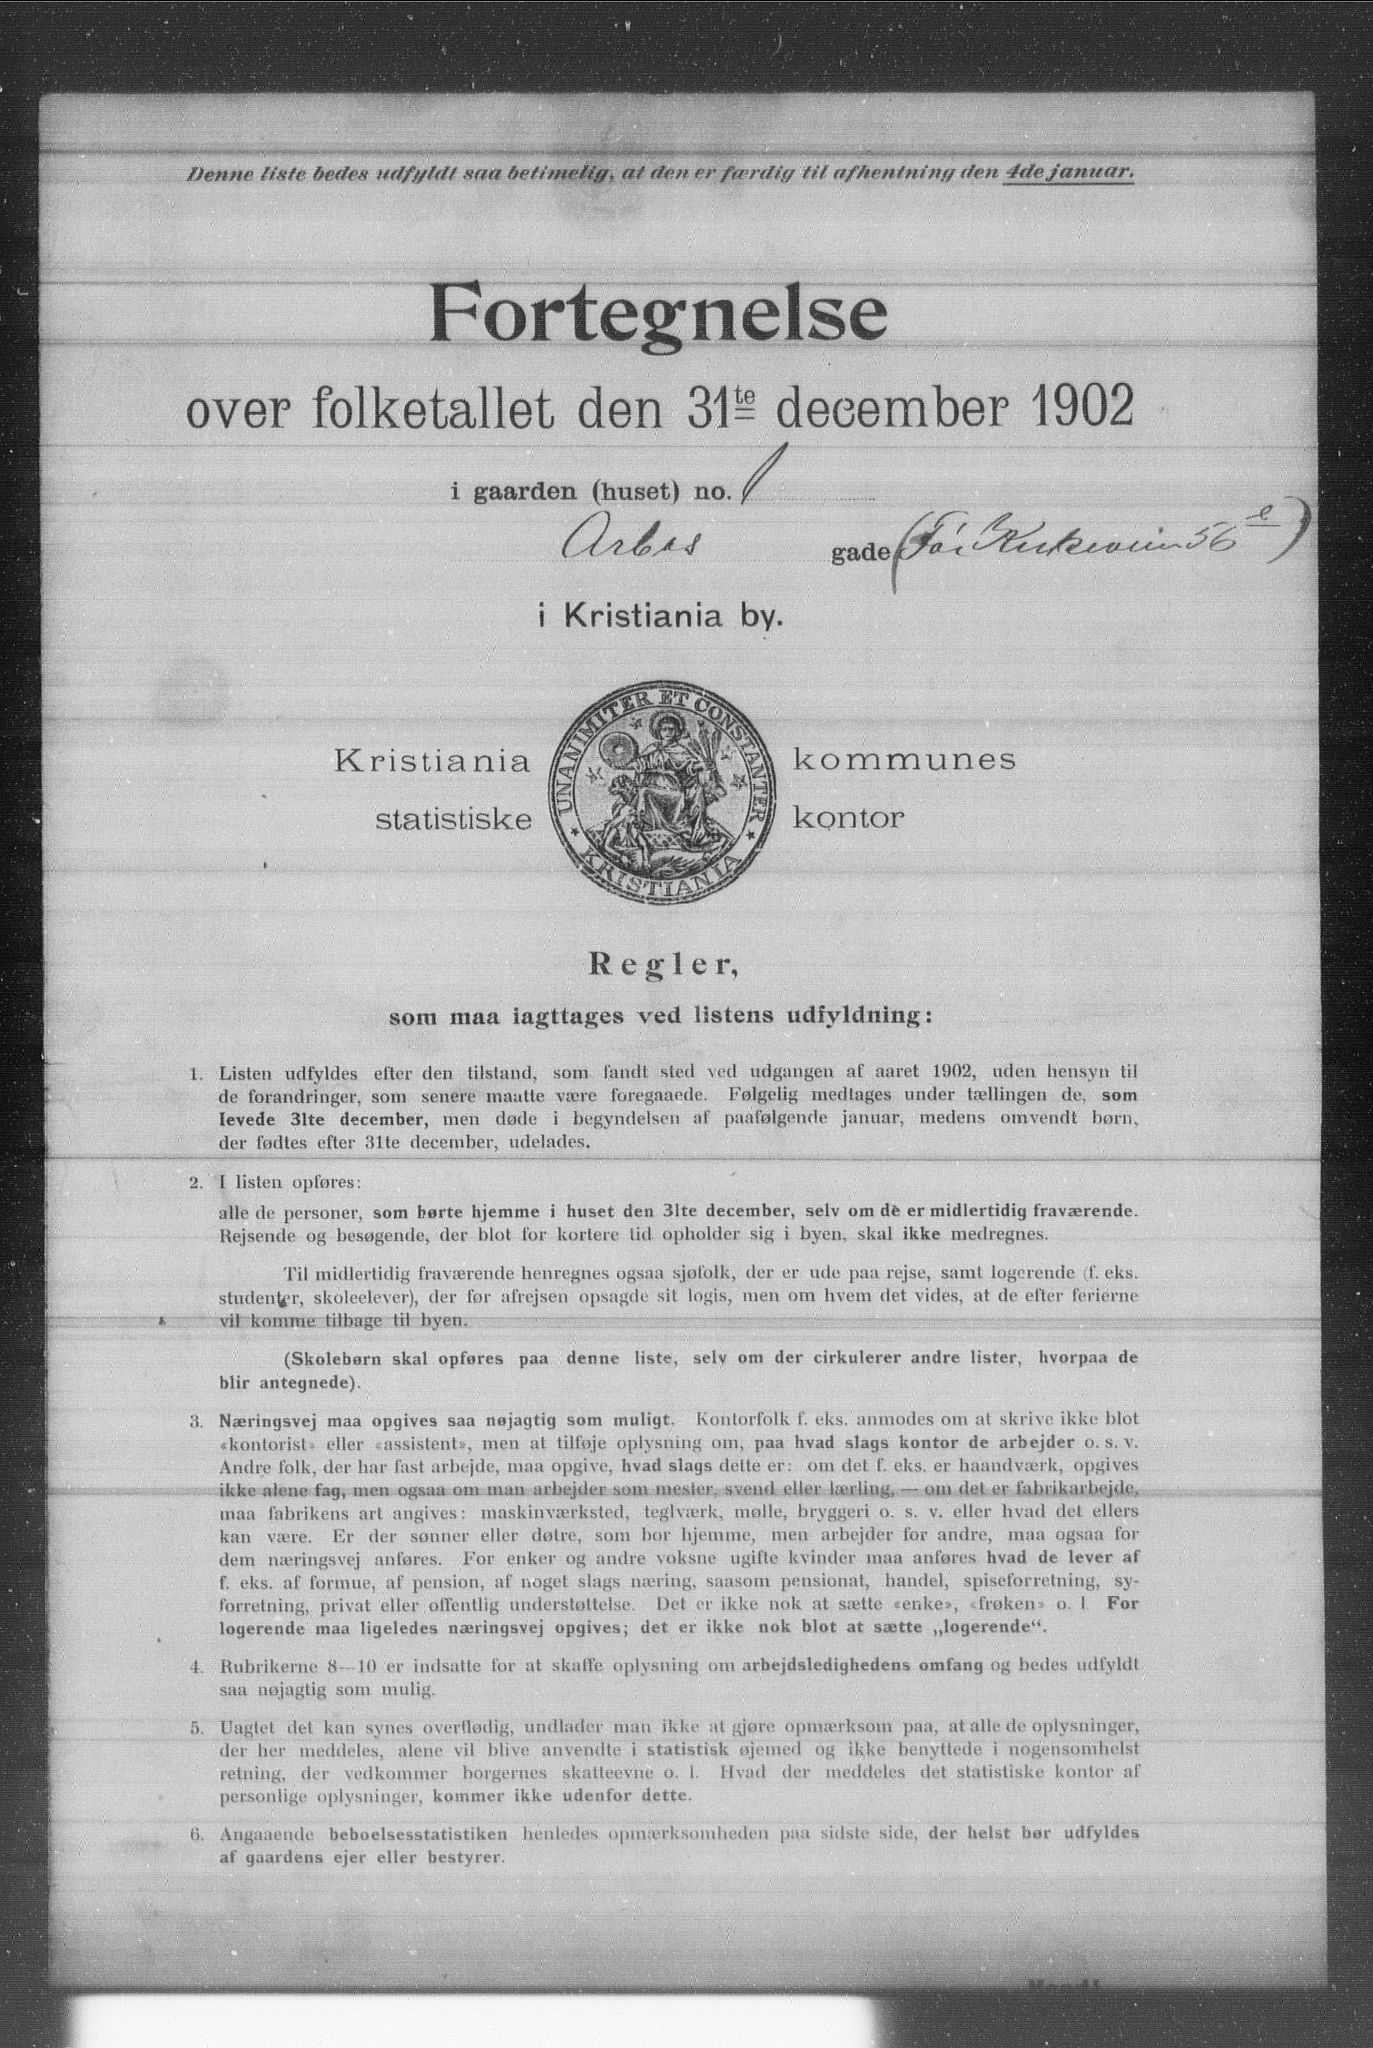 Denne liste bedes udfyldt saa betimelig, at den er færdig til afhentning den 4de januar.
Fortegnelse
over folketallet den 31te december 1902
i gaarden (huset) no. 1
Arbos gade (Før Kirkeveien 56 e)
i Kristiania by.
Kristiania kommunes
statistiske kontor
UNANIMITER ET CONSTANTER
KRISTIANIA
Regler,
som maa iagttages ved listens udfyldning:
1. Listen udfyldes efter den tilstand, som fandt sted ved udgangen af aaret 1902, uden hensyn til
de forandringer, som senere maatte være foregaaede. Følgelig medtages under tællingen de, som
levede 31te december, men døde i begyndelsen af paafølgende januar, medens omvendt børn,
der fødtes efter 31te december, udelades.
2. I listen opføres:
alle de personer, som hørte hjemme i huset den 31te december, selv om de er midlertidig fraværende.
Rejsende og besøgende, der blot for kortere tid opholder sig i byen, skal ikke medregnes.
Til midlertidig fraværende henregnes ogsaa sjøfolk, der er ude paa rejse, samt logerende (f. eks.
studenter, skoleelever), der før afrejsen opsagde sit logis, men om hvem det vides, at de efter ferierne
vil komme tilbage til byen.
(Skolebørn skal opføres paa denne liste, selv om der cirkulerer andre lister, hvorpaa de
blir antegnede).
3. Næringsvej maa opgives saa nøjagtig som muligt. Kontorfolk f. eks. anmodes om at skrive ikke blot
«kontorist» eller «assistent», men at tilføje oplysning om, paa hvad slags kontor de arbejder o. s. v.
Andre folk, der har fast arbejde, maa opgive, hvad slags dette er: om det f. eks. er haandværk, opgives
ikke alene fag, men ogsaa om man arbejder som mester, svend eller lærling, — om det er fabrikarbejde,
maa fabrikens art angives: maskinværksted, teglværk, mølle, bryggeri o. s. v. eller hvad det ellers
kan være. Er der sønner eller døtre, som bor hjemme, men arbejder for andre, maa ogsaa for
dem næringsvej anføres. For enker og andre voksne ugifte kvinder maa anføres hvad de lever af
f. eks. af formue, af pension, af noget slags næring, saasom pensionat, handel, spiseforretning, sy-
forretning, privat eller offentlig understøttelse. Det er ikke nok at sætte «enke», «frøken» o. l. For
logerende maa ligeledes næringsvej opgives; det er ikke nok blot at sætte „logerende“.
4. Rubrikerne 8—10 er indsatte for at skaffe oplysning om arbejdsledighedens omfang og bedes udfyldt
saa nøjagtig som mulig.
5. Uagtet det kan synes overflødig, undlader man ikke at gjøre opmærksom paa, at alle de oplysninger,
der her meddeles, alene vil blive anvendte i statistisk øjemed og ikke benyttede i nogensomhelst
retning, der vedkommer borgernes skatteevne o. l. Hvad der meddeles det statistiske kontor af
personlige oplysninger, kommer ikke udenfor dette.
6. Angaaende beboelsesstatistiken henledes opmærksomheden paa sidste side, der helst bør udfyldes
af gaardens ejer eller bestyrer.